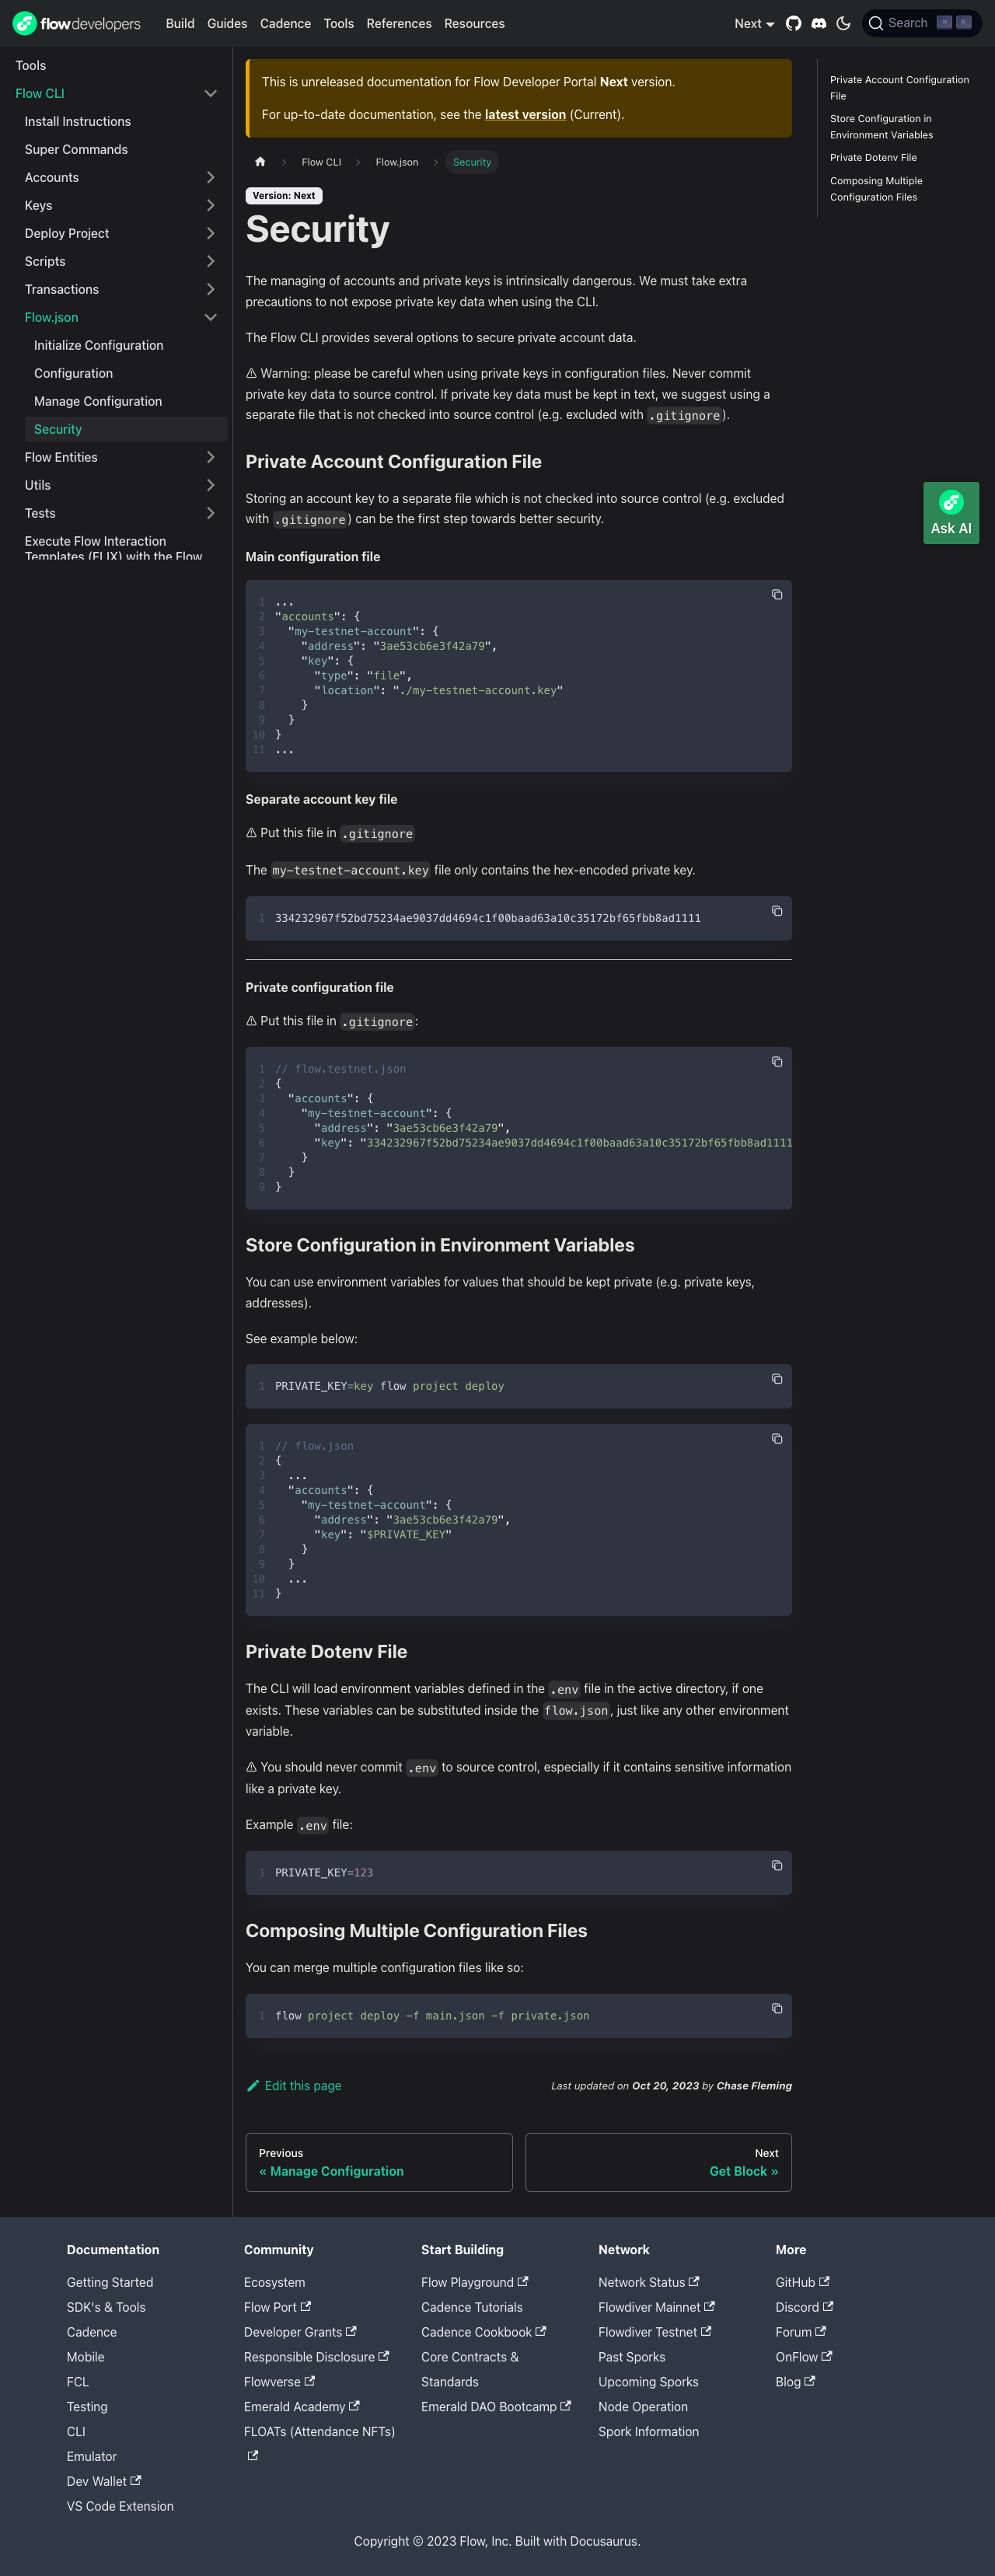 flowdevelopers Build Guides Cadence Tools References Resources Next Search ⌘ K
Tools
Flow CLI
Install Instructions
Super Commands
Accounts
Keys
Deploy Project
Scripts
Transactions
Flow.json
Initialize Configuration
Configuration
Manage Configuration
Security
Flow Entities
Utils
Tests
Execute Flow Interaction
Templates (FLIX) with the Flow
This is unreleased documentation for Flow Developer Portal Next version.
For up-to-date documentation, see the latest version (Current).
Flow CLI Flow.json Security
Version: Next
Security
The managing of accounts and private keys is intrinsically dangerous. We must take extra
precautions to not expose private key data when using the CLI.
The Flow CLI provides several options to secure private account data.
⚠ Warning: please be careful when using private keys in configuration files. Never commit
private key data to source control. If private key data must be kept in text, we suggest using a
separate file that is not checked into source control (e.g. excluded with .gitignore).
Private Account Configuration File
Storing an account key to a separate file which is not checked into source control (e.g. excluded
with .gitignore) can be the first step towards better security.
Main configuration file
1 ...
2 "accounts": {
3 "my-testnet-account": {
4 "address": "3ae53cb6e3f42a79",
5 "key": {
6 "type": "file",
7 "location": "./my-testnet-account.key"
8 }
9 }
10 }
11 ...
Separate account key file
⚠ Put this file in .gitignore
The my-testnet-account.key file only contains the hex-encoded private key.
1 334232967f52bd75234ae9037dd4694c1f00baad63a10c35172bf65fbb8ad1111
Private configuration file
⚠ Put this file in .gitignore:
1 // flow.testnet.json
2 {
3 "accounts": {
4 "my-testnet-account": {
5 "address": "3ae53cb6e3f42a79",
6 "key": "334232967f52bd75234ae9037dd4694c1f00baad63a10c35172bf65fbb8ad1111
7 }
8 }
9 }
Store Configuration in Environment Variables
You can use environment variables for values that should be kept private (e.g. private keys,
addresses).
See example below:
1 PRIVATE_KEY=key flow project deploy
1 // flow.json
2 {
3 ...
4 "accounts": {
5 "my-testnet-account": {
6 "address": "3ae53cb6e3f42a79",
7 "key": "$PRIVATE_KEY"
8 }
9 }
10 ...
11 }
Private Dotenv File
The CLI will load environment variables defined in the .env file in the active directory, if one
exists. These variables can be substituted inside the flow.json, just like any other environment
variable.
⚠ You should never commit .env to source control, especially if it contains sensitive information
like a private key.
Example .env file:
1 PRIVATE_KEY=123
Composing Multiple Configuration Files
You can merge multiple configuration files like so:
1 flow project deploy -f main.json -f private.json
Edit this page
Last updated on Oct 20, 2023 by Chase Fleming
Previous
« Manage Configuration
Next
Get Block »
Private Account Configuration
File
Store Configuration in
Environment Variables
Private Dotenv File
Composing Multiple
Configuration Files
Ask AI
Documentation
Getting Started
SDK's & Tools
Cadence
Mobile
FCL
Testing
CLI
Emulator
Dev Wallet
VS Code Extension
Community
Ecosystem
Flow Port
Developer Grants
Responsible Disclosure
Flowverse
Emerald Academy
FLOATs (Attendance NFTs)
Start Building
Flow Playground
Cadence Tutorials
Cadence Cookbook
Core Contracts &
Standards
Emerald DAO Bootcamp
Network
Network Status
Flowdiver Mainnet
Flowdiver Testnet
Past Sporks
Upcoming Sporks
Node Operation
Spork Information
More
GitHub
Discord
Forum
OnFlow
Blog
Copyright © 2023 Flow, Inc. Built with Docusaurus.